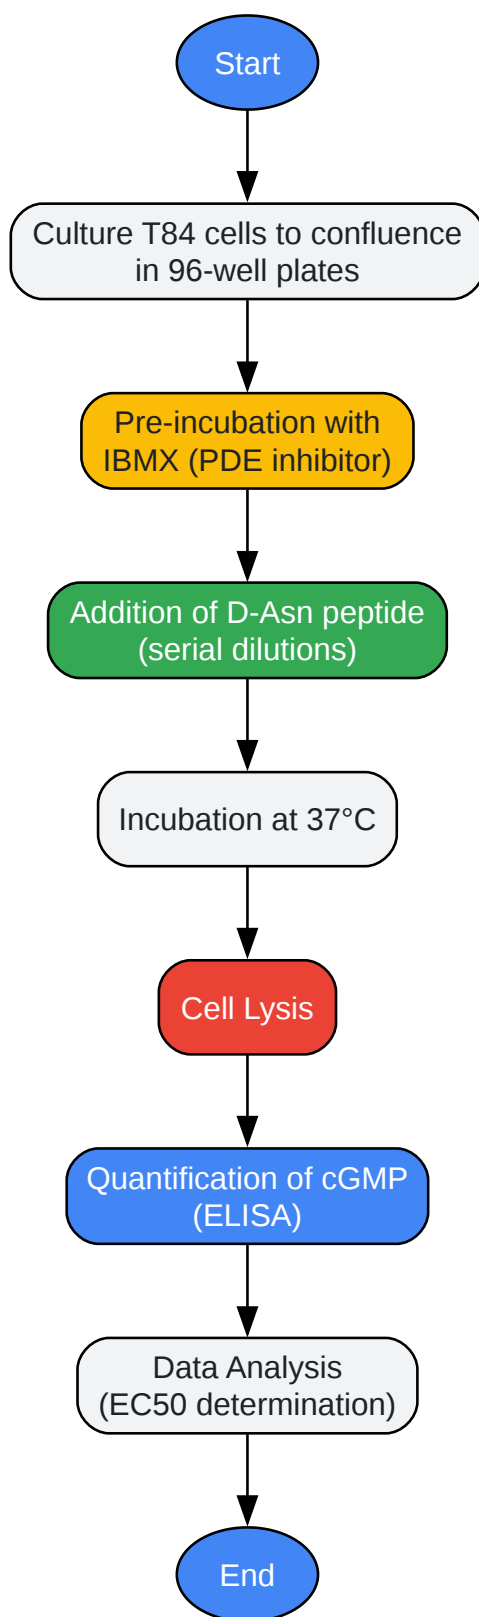 Start
Culture T84 cells to confluence
in 96-well plates
Pre-incubation with
IBMX (PDE inhibitor)
Addition of D-Asn peptide
(serial dilutions)
Incubation at 37°C
Cell Lysis
Quantification of cGMP
(ELISA)
Data Analysis
(EC50 determination)
End